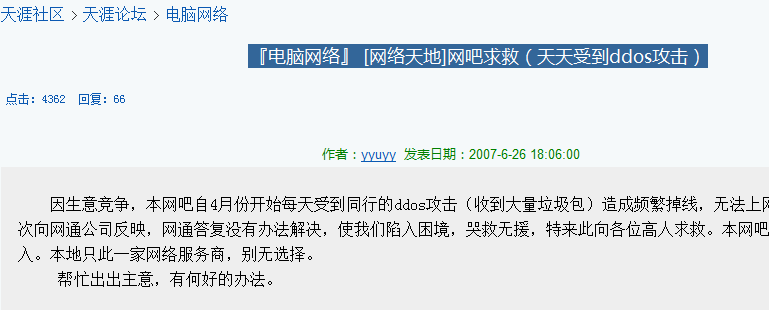 天涯社区 > 天涯论坛 > 电脑网络
『电脑网络』 [网络天地]网吧求救（天天受到ddos攻击）
点击：4362 回复：66
作者：yyuyy 发表日期：2007-6-26 18:06:00
因生意竞争，本网吧自4月份开始每天受到同行的ddos攻击（收到大量垃圾包）造成频繁掉线，无法上网
次向网通公司反映，网通答复没有办法解决，使我们陷入困境，哭救无援，特来此向各位高人求救。本网吧
入。本地只此一家网络服务商，别无选择。
帮忙出出主意，有何好的办法。